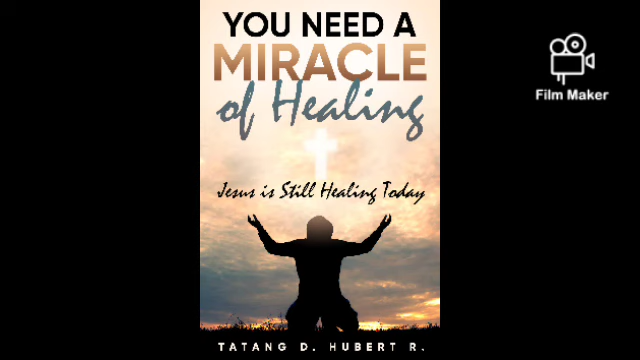 YOU NEED A
MIRACLE
of Healing
Jesus is Still Healing Today
TATANG D. HUBERT R.
Film Maker